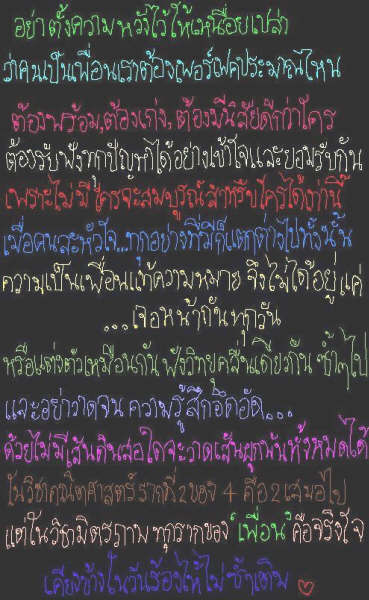 อย่าตั้งความหวังไว้ให้เหนื่อยเปล่า
ว่าคนเป็นเพื่อนเราต้องเพอร์เฟคประมาณไหน
ต้องพร้อม,ต้องเก่ง,ต้องมีนิสัยดีกว่าใคร
ต้องรับฟังทุกปัญหาได้อย่างเข้าใจและยอมรับกัน
เพราะไม่มีใครจะสมบูรณ์สำหรับใครได้เท่านี้
เมื่อคนละหัวใจ...ทุกอย่างที่มีก็แตกต่างไปทั้งนั้น
ความเป็นเพื่อนแท้ความหมาย จึงไม่ได้อยู่แค่
...เจอหน้ากันทุกวัน
หรือแต่งตัวเหมือนกัน ฟังวิทยุคลื่นเดียวกัน ซ้ำๆไป
และอย่าวาดจน ความรู้สึกอึดอัด...
ด้วยไม่มีเส้นดินสอใดจะวาดเส้นผูกพันทั้งหมดได้
ในวิชาคณิตศาสตร์รากที่2ของ 4 คือ2เสมอไป
แต่ในวิชามิตรภาพ ทุกรากของ "เพื่อน" คือจริงใจ
เคียงข้างในวันร้องไห้ไม่ซ้ำเติม ♡